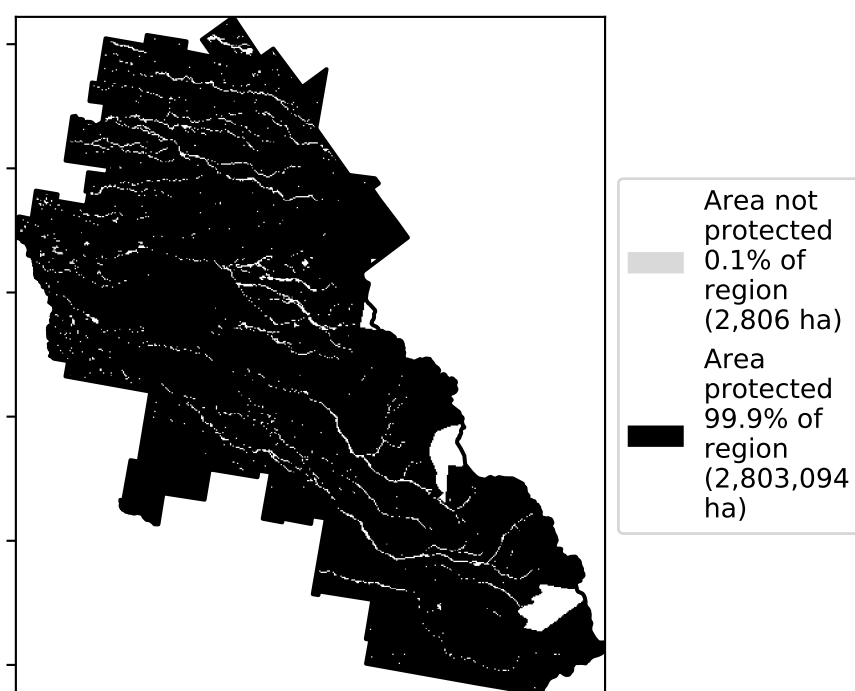 Area not
protected
0.1% of
region
(2,806 ha)
Area
protected
99.9% of
region
(2,803,094
ha)